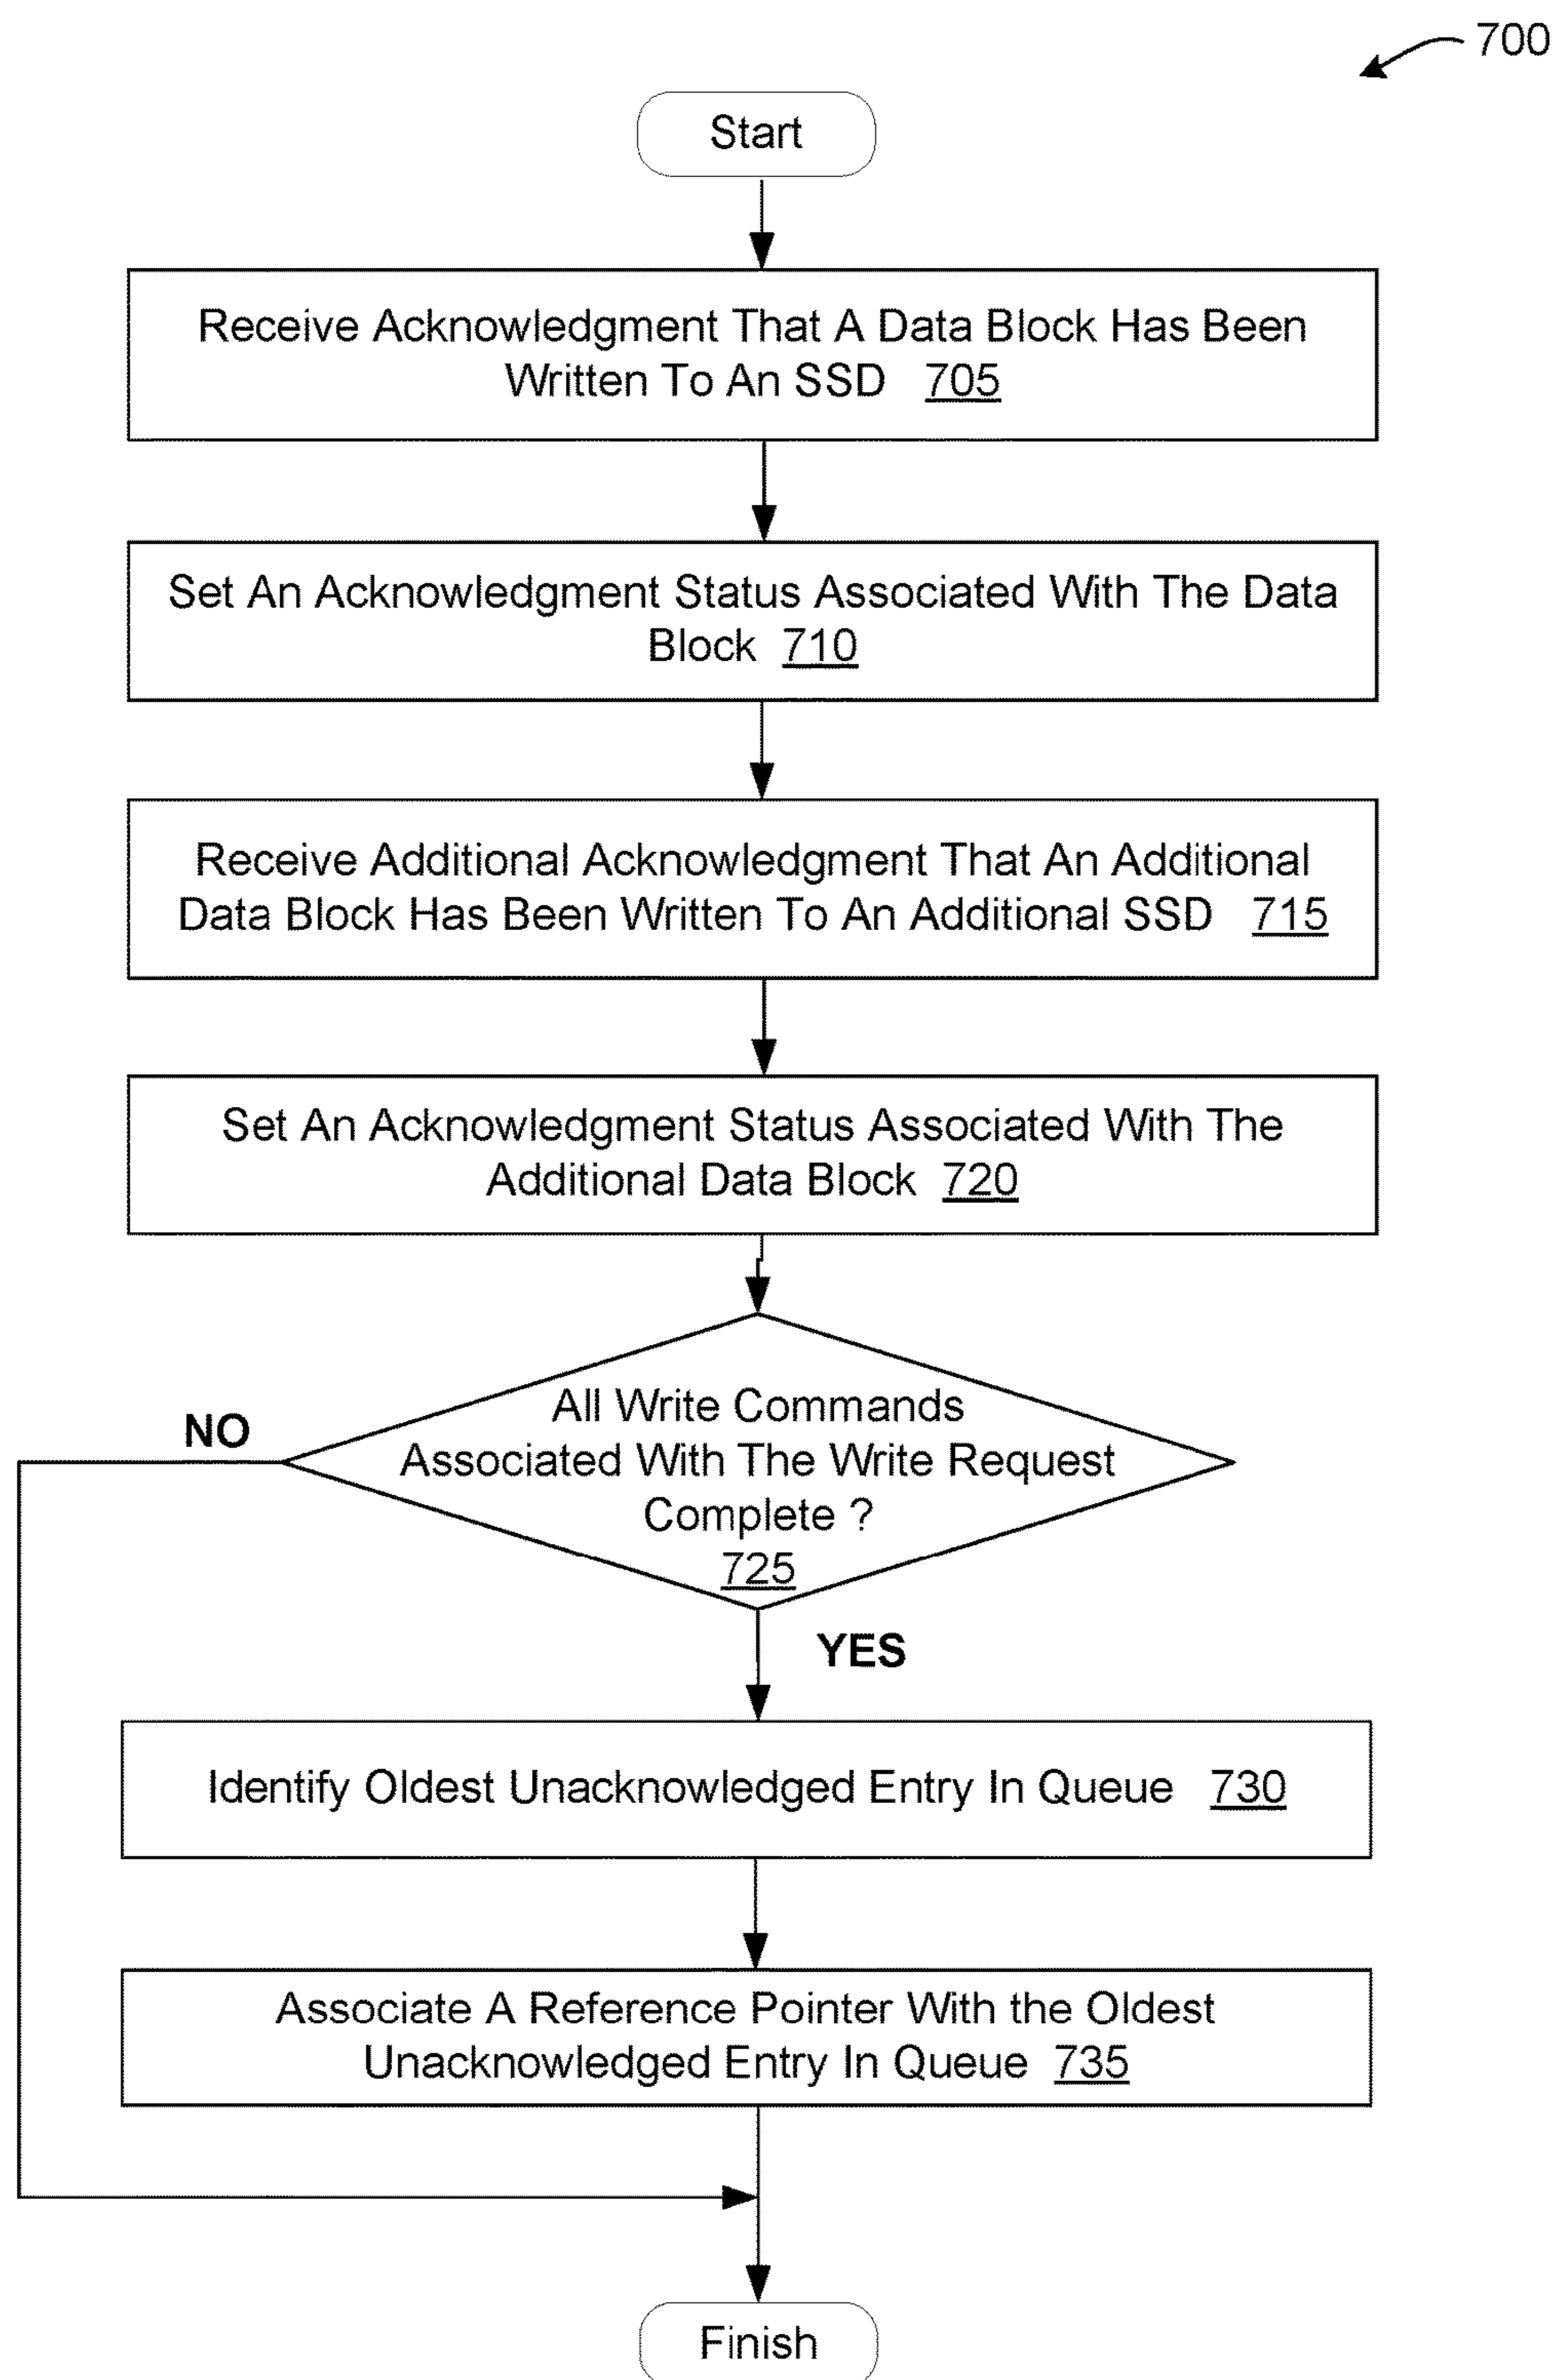 700
Start
Receive Acknowledgment That A Data Block Has Been
Written To An SSD 705
Set An Acknowledgment Status Associated With The Data
Block 710
Receive Additional Acknowledgment That An Additional
Data Block Has Been Written To An Additional SSD 715
Set An Acknowledgment Status Associated With The
Additional Data Block 720
All Write Commands
Associated With The Write Request
Complete ?
725
NO
YES
Identify Oldest Unacknowledged Entry In Queue 730
Associate A Reference Pointer With the Oldest
Unacknowledged Entry In Queue 735
Finish